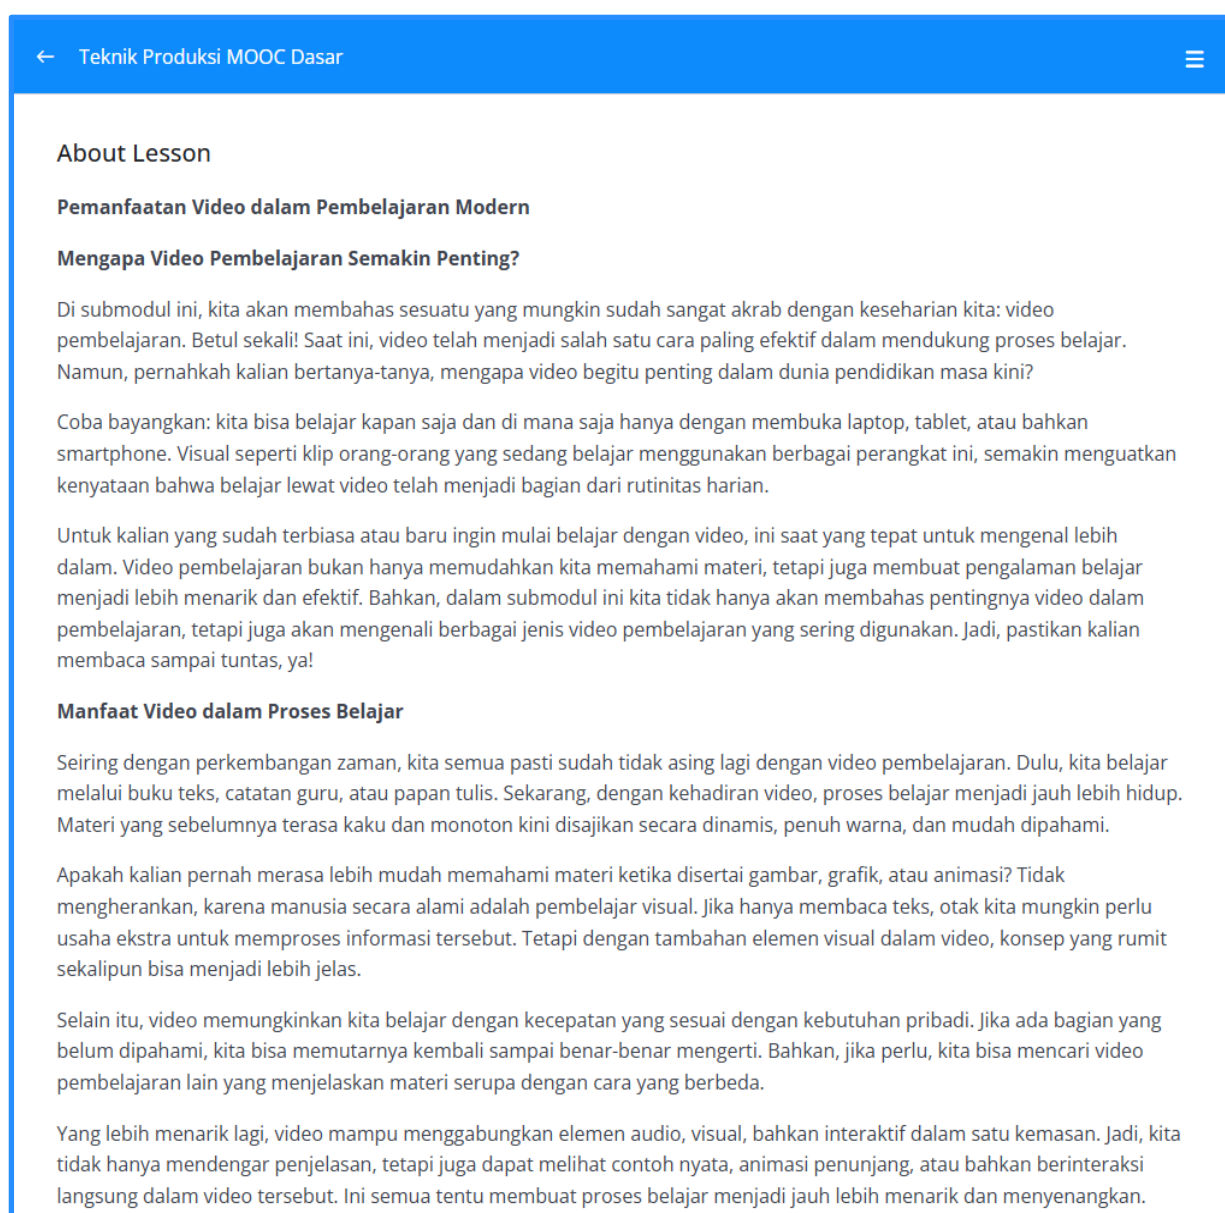 Teknik Produksi MOOC Dasar
About Lesson
Pemanfaatan Video dalam Pembelajaran Modern
Mengapa Video Pembelajaran Semakin Penting?
Di submodul ini, kita akan membahas sesuatu yang mungkin sudah sangat akrab dengan keseharian kita: video
pembelajaran. Betul sekali! Saat ini, video telah menjadi salah satu cara paling efektif dalam mendukung proses belajar.
Namun, pernahkah kalian bertanya-tanya, mengapa video begitu penting dalam dunia pendidikan masa kini?
Coba bayangkan: kita bisa belajar kapan saja dan di mana saja hanya dengan membuka laptop, tablet, atau bahkan
smartphone. Visual seperti klip orang-orang yang sedang belajar menggunakan berbagai perangkat ini, semakin menguatkan
kenyataan bahwa belajar lewat video telah menjadi bagian dari rutinitas harian.
Untuk kalian yang sudah terbiasa atau baru ingin mulai belajar dengan video, ini saat yang tepat untuk mengenal lebih
dalam. Video pembelajaran bukan hanya memudahkan kita memahami materi, tetapi juga membuat pengalaman belajar
menjadi lebih menarik dan efektif. Bahkan, dalam submodul ini kita tidak hanya akan membahas pentingnya video dalam
pembelajaran, tetapi juga akan mengenali berbagai jenis video pembelajaran yang sering digunakan. Jadi, pastikan kalian
membaca sampai tuntas, ya!
Manfaat Video dalam Proses Belajar
Seiring dengan perkembangan zaman, kita semua pasti sudah tidak asing lagi dengan video pembelajaran. Dulu, kita belajar
melalui buku teks, catatan guru, atau papan tulis. Sekarang, dengan kehadiran video, proses belajar menjadi jauh lebih hidup.
Materi yang sebelumnya terasa kaku dan monoton kini disajikan secara dinamis, penuh warna, dan mudah dipahami.
Apakah kalian pernah merasa lebih mudah memahami materi ketika disertai gambar, grafik, atau animasi? Tidak
mengherankan, karena manusia secara alami adalah pembelajar visual. Jika hanya membaca teks, otak kita mungkin perlu
usaha ekstra untuk memproses informasi tersebut. Tetapi dengan tambahan elemen visual dalam video, konsep yang rumit
sekalipun bisa menjadi lebih jelas.
Selain itu, video memungkinkan kita belajar dengan kecepatan yang sesuai dengan kebutuhan pribadi. Jika ada bagian yang
belum dipahami, kita bisa memutarnya kembali sampai benar-benar mengerti. Bahkan, jika perlu, kita bisa mencari video
pembelajaran lain yang menjelaskan materi serupa dengan cara yang berbeda.
Yang lebih menarik lagi, video mampu menggabungkan elemen audio, visual, bahkan interaktif dalam satu kemasan. Jadi, kita
tidak hanya mendengar penjelasan, tetapi juga dapat melihat contoh nyata, animasi penunjang, atau bahkan berinteraksi
langsung dalam video tersebut. Ini semua tentu membuat proses belajar menjadi jauh lebih menarik dan menyenangkan.